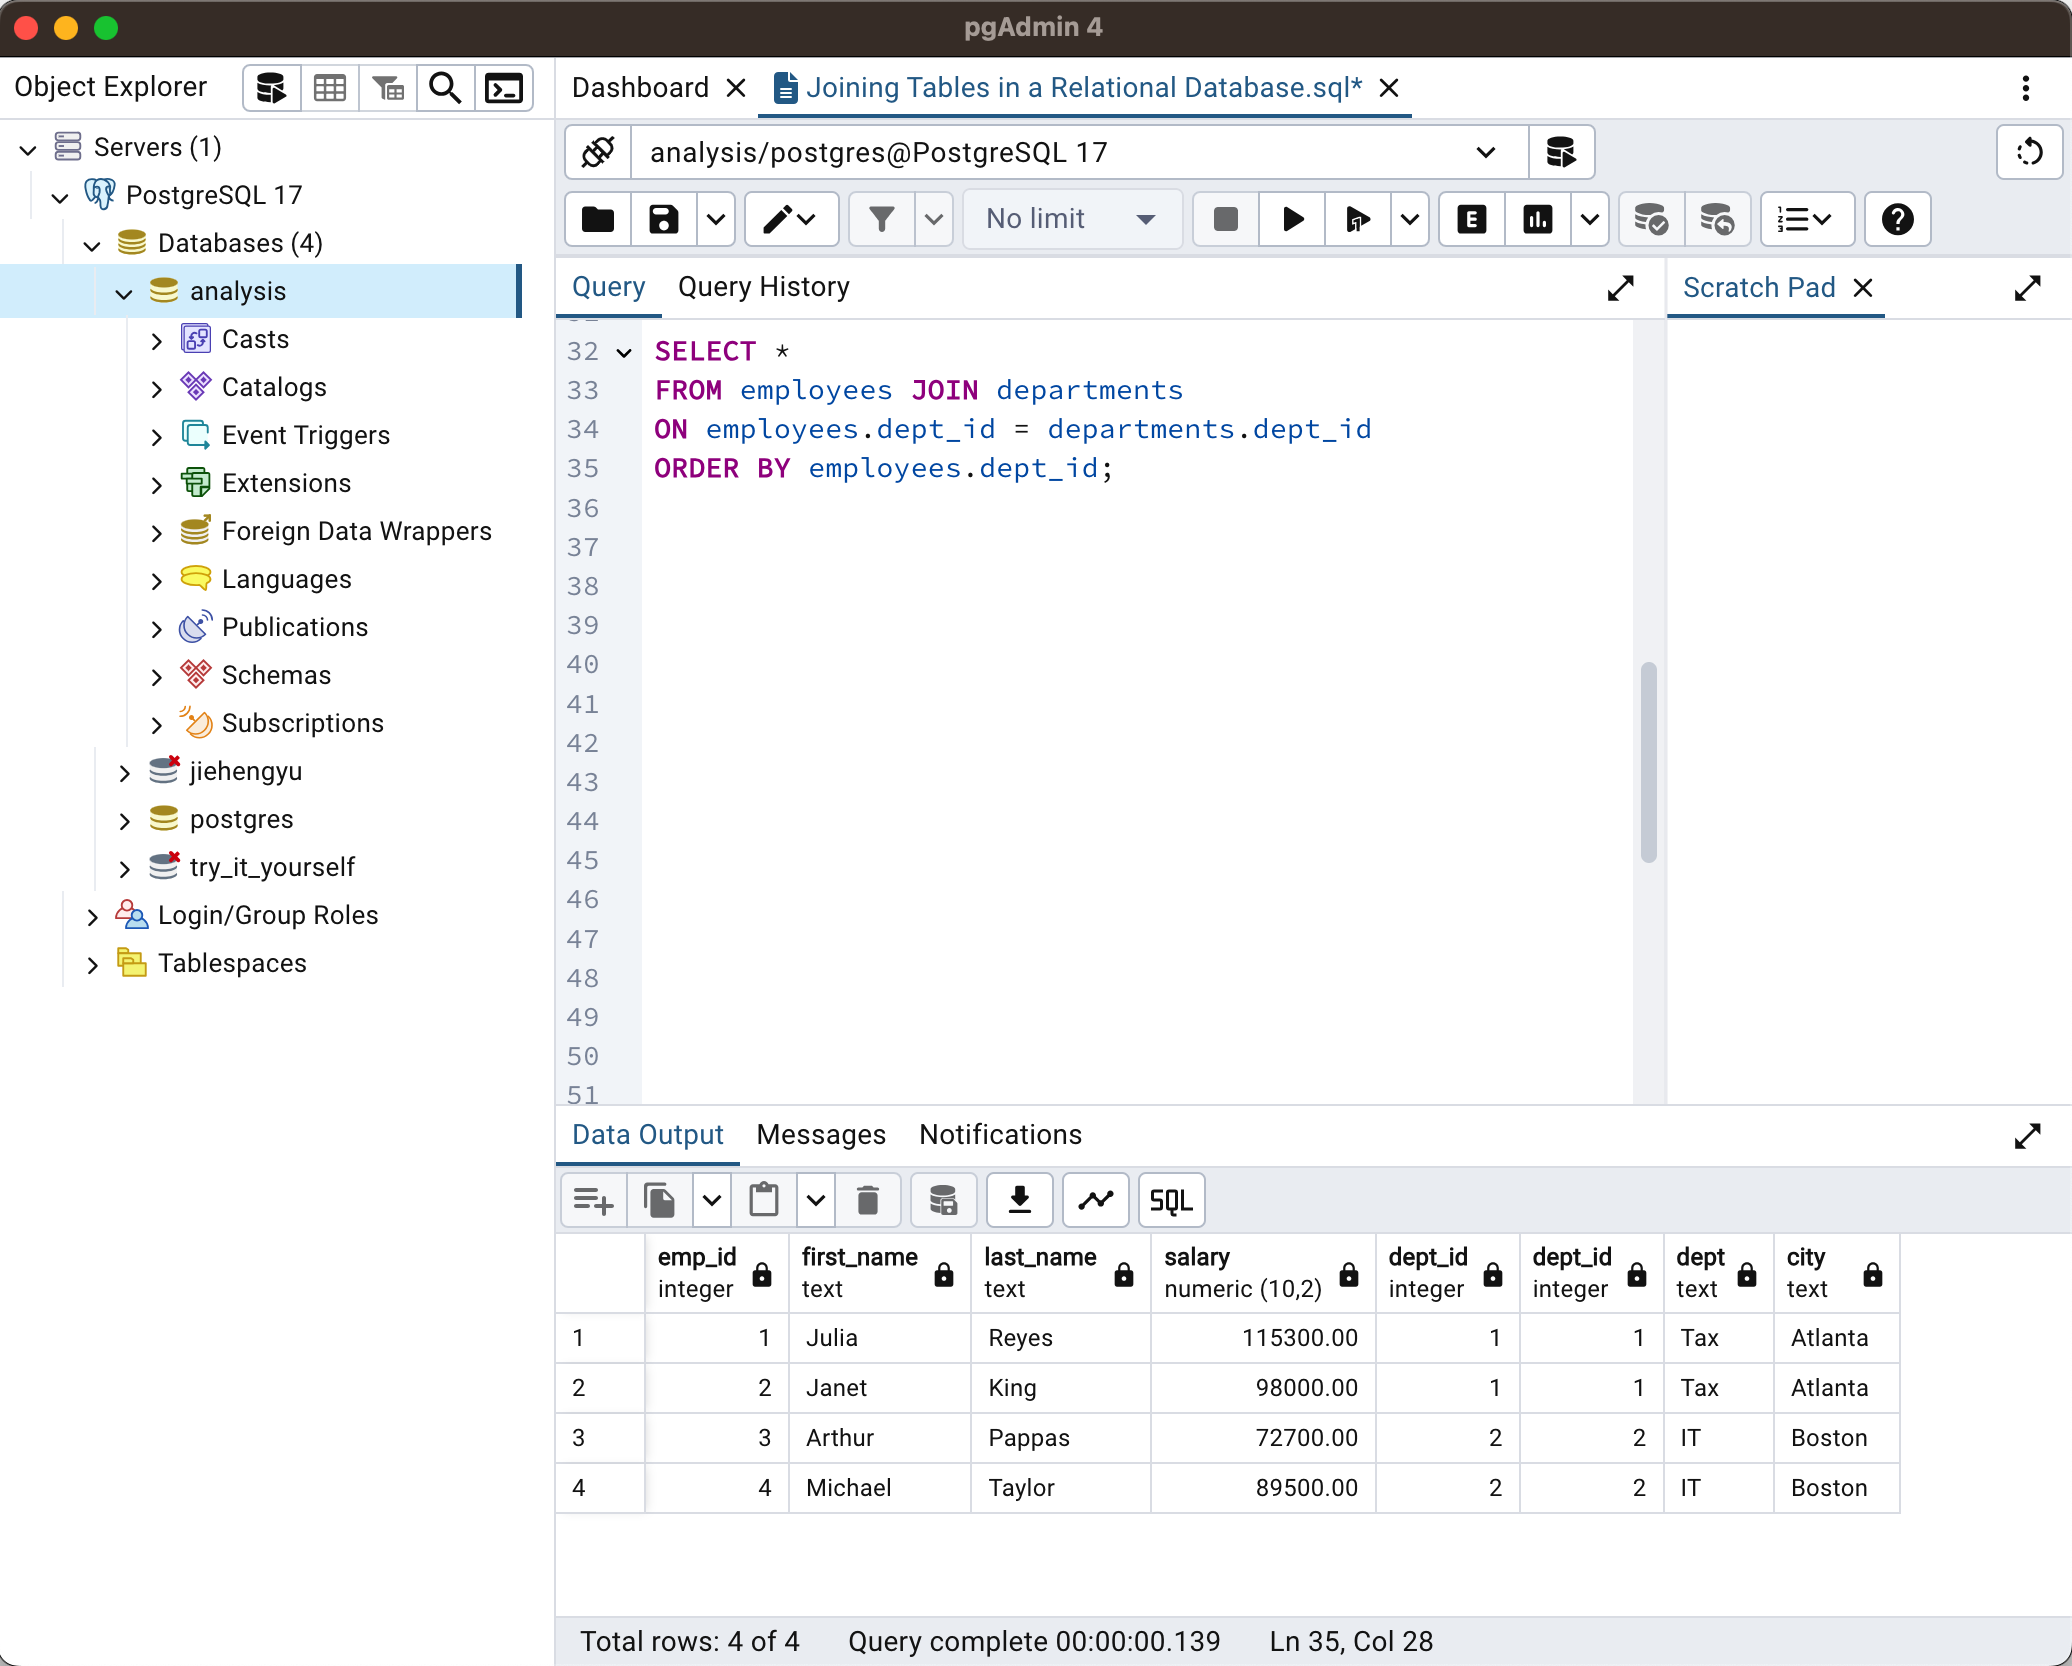 pgAdmin 4
Object Explorer
Servers (1)
PostgreSQL 17
Databases (4)
analysis
Casts
Catalogs
Event Triggers
Extensions
Foreign Data Wrappers
Languages
Publications
Schemas
Subscriptions
jiehengyu
postgres
try_it_yourself
Login/Group Roles
Tablespaces
Dashboard
Joining Tables in a Relational Database.sql*
analysis/postgres@PostgreSQL 17
No limit
E
Query Query History
Scratch Pad
32 SELECT *
33 FROM employees JOIN departments
34 ON employees.dept_id = departments.dept_id
35 ORDER BY employees.dept_id;
36
37
38
39
40
41
42
43
44
45
46
47
48
49
50
51
Data Output Messages Notifications
SQL
emp_id first_name last_name salary dept_id dept_id dept city
integer text text numeric (10,2) integer integer text text
1 1 Julia Reyes 115300.00 1 1 Tax Atlanta
2 2 Janet King 98000.00 1 1 Tax Atlanta
3 3 Arthur Pappas 72700.00 2 2 IT Boston
4 4 Michael Taylor 89500.00 2 2 IT Boston
Total rows: 4 of 4 Query complete 00:00:00.139 Ln 35, Col 28